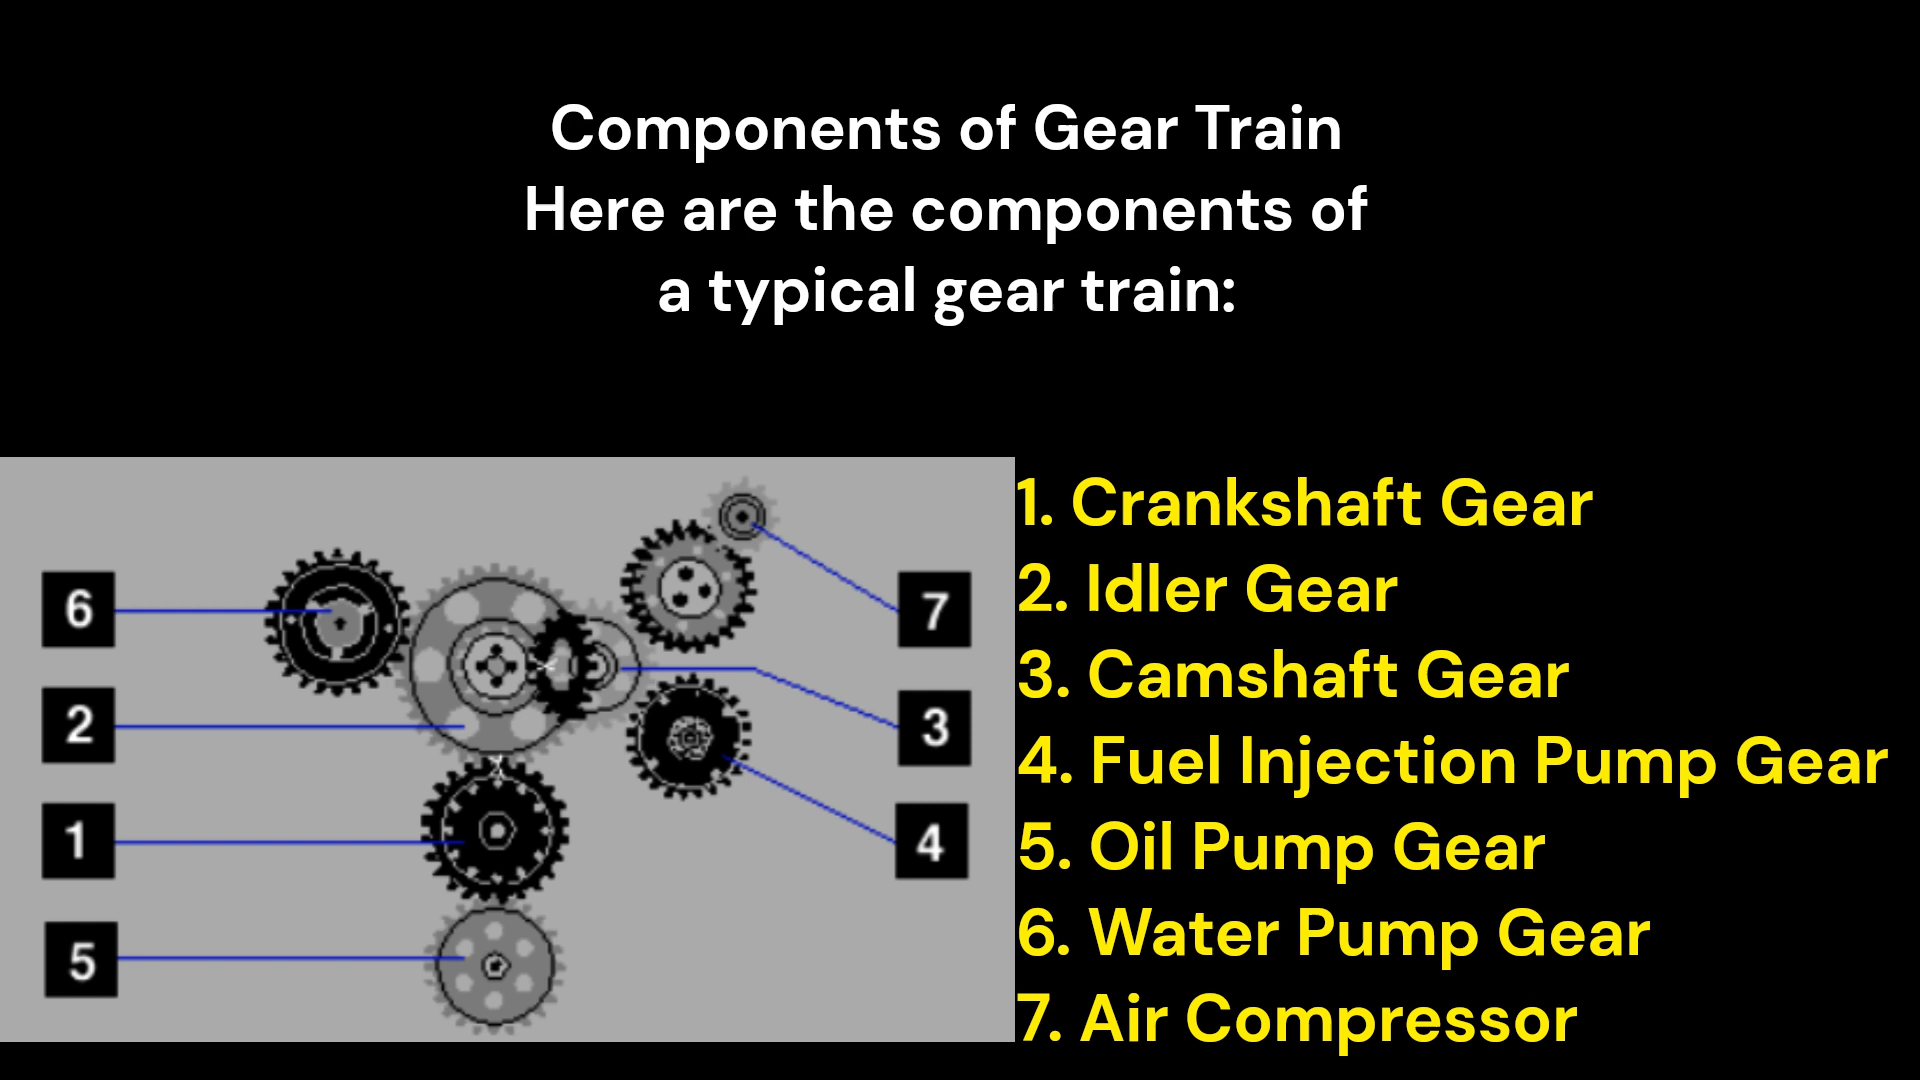 Components of Gear Train
Here are the components of
a typical gear train:
6
2
1
5
7
3
4
1. Crankshaft Gear
2. Idler Gear
3. Camshaft Gear
4. Fuel Injection Pump Gear
5. Oil Pump Gear
6. Water Pump Gear
7. Air Compressor